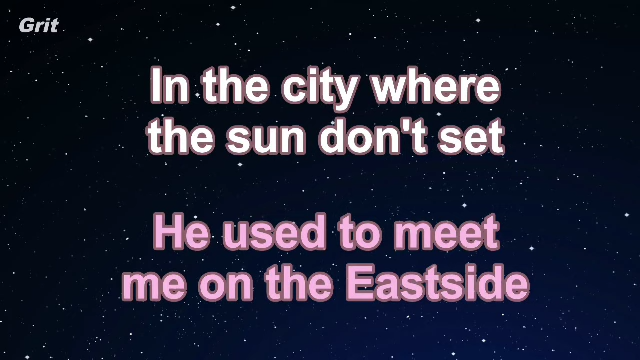 Grit
In the city where
the sun don't set
He used to meet
me on the Eastside